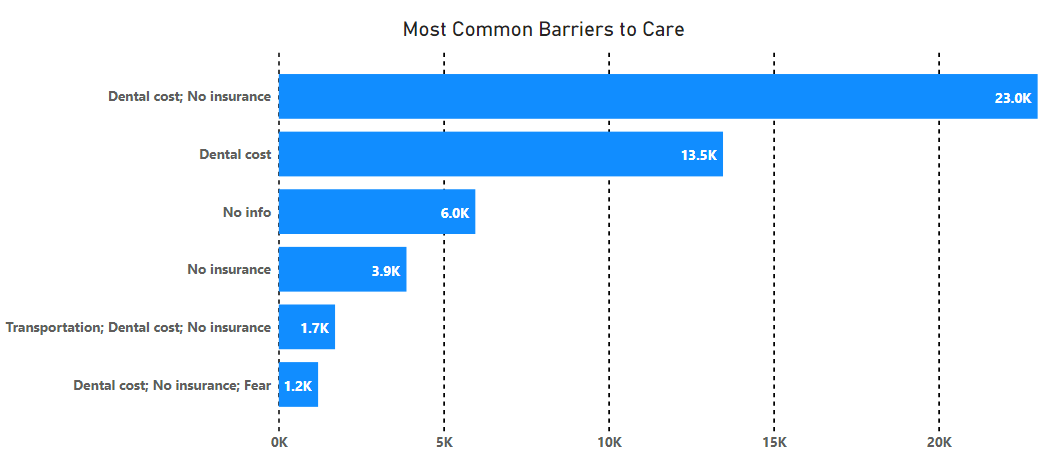 Most Common Barriers to Care
Dental cost; No insurance 23.0K
Dental cost 13.5K
No info 6.0K
No insurance 3.9K
Transportation; Dental cost; No insurance 1.7K
Dental cost; No insurance; Fear 1.2K
0K 5K 10K 15K 20K